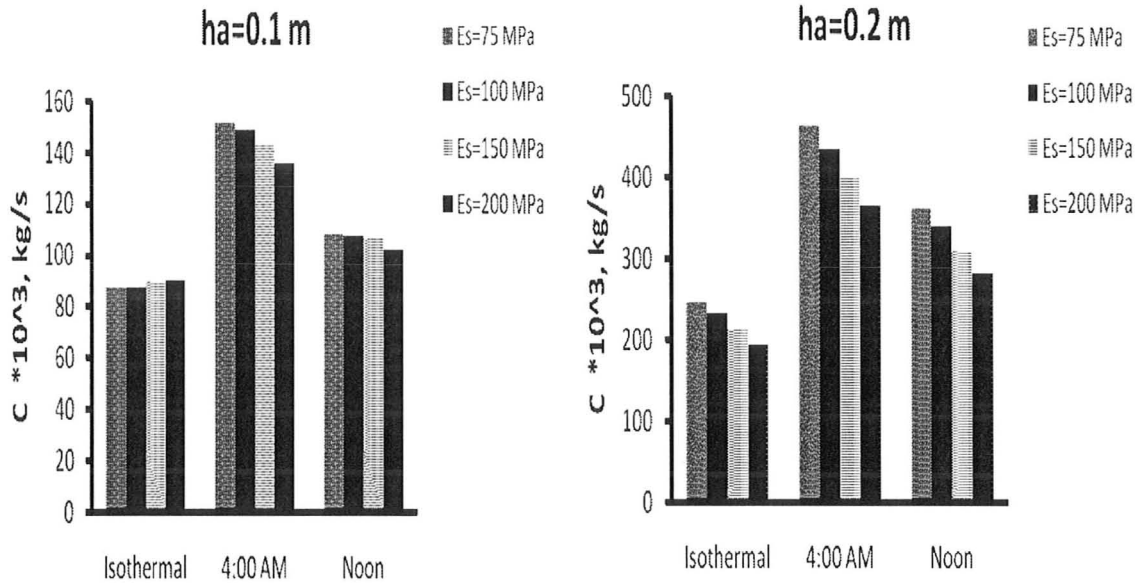 ha=0.1 m
Es=75 MPa
Es=100 MPa
Es=150 MPa
Es=200 MPa
C *10^3, kg/s
160
140
120
100
80
60
40
20
0
Isothermal 4:00 AM Noon
ha=0.2 m
Es=75 MPa
Es=100 MPa
Es=150 MPa
Es=200 MPa
C *10^3, kg/s
500
400
300
200
100
0
Isothermal 4:00 AM Noon